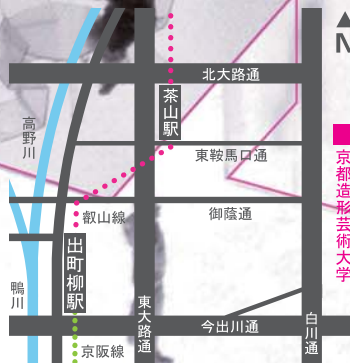 N
北大路通
茶山駅
高野川
東鞍馬口通
京都造形芸術大学
叡山線
御蔭通
出町柳駅
鴨川
東大路通
今出川通
白川通
京阪線